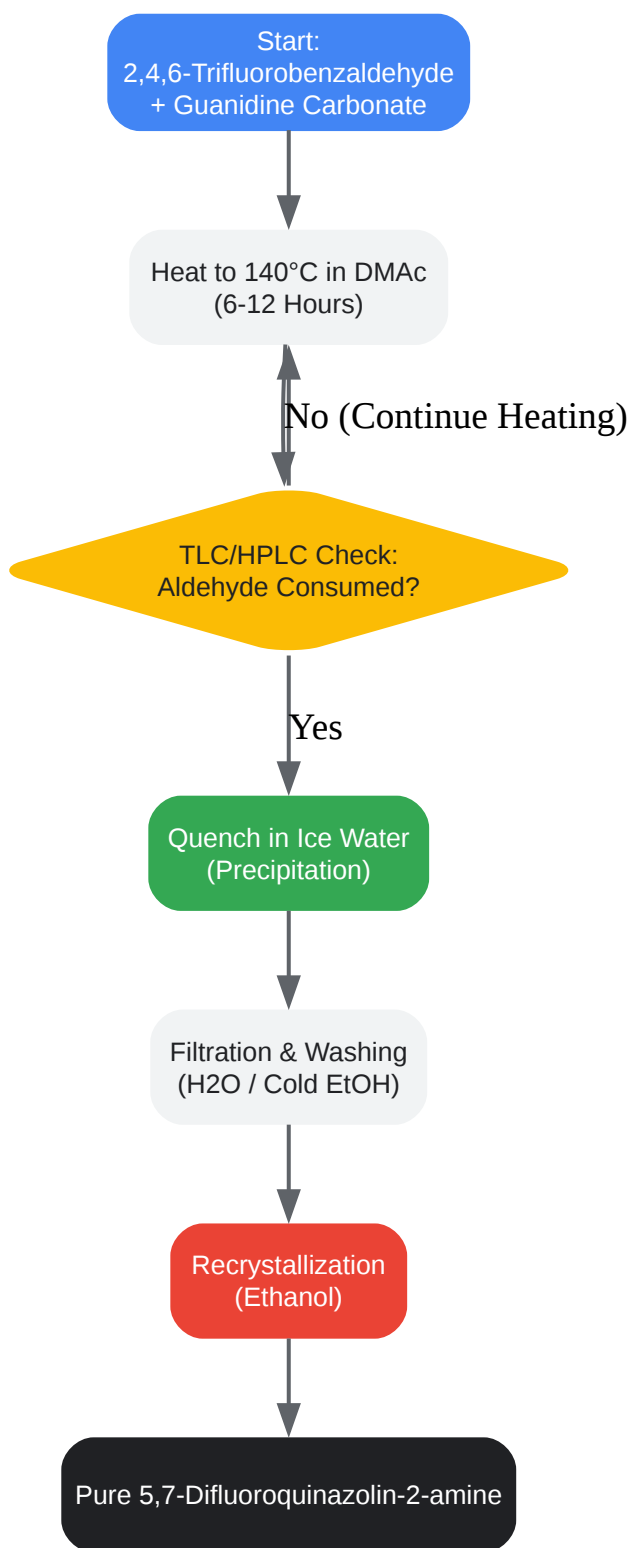 Start:
2,4,6-Trifluorobenzaldehyde
+ Guanidine Carbonate
Heat to 140°C in DMAc
(6-12 Hours)
No (Continue Heating)
TLC/HPLC Check:
Aldehyde Consumed?
Yes
Quench in Ice Water
(Precipitation)
Filtration & Washing
(H2O / Cold EtOH)
Recrystallization
(Ethanol)
Pure 5,7-Difluoroquinazolin-2-amine